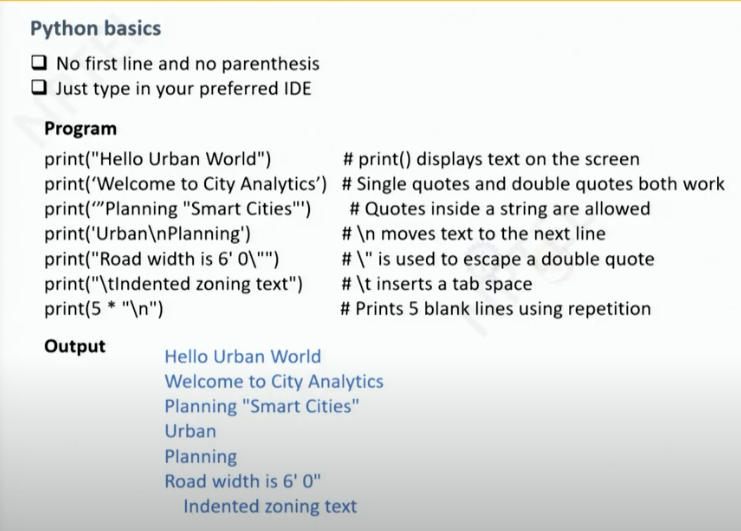 Python basics
❑ No first line and no parenthesis
❑ Just type in your preferred IDE
Program
print("Hello Urban World") # print() displays text on the screen
print(‘Welcome to City Analytics’) # Single quotes and double quotes both work
print(‘”Planning "Smart Cities"') # Quotes inside a string are allowed
print('Urban\nPlanning') # \n moves text to the next line
print("Road width is 6' 0\"") # \" is used to escape a double quote
print("\tIndented zoning text") # \t inserts a tab space
print(5 * "\n") # Prints 5 blank lines using repetition
Output
Hello Urban World
Welcome to City Analytics
Planning "Smart Cities"
Urban
Planning
Road width is 6' 0"
Indented zoning text